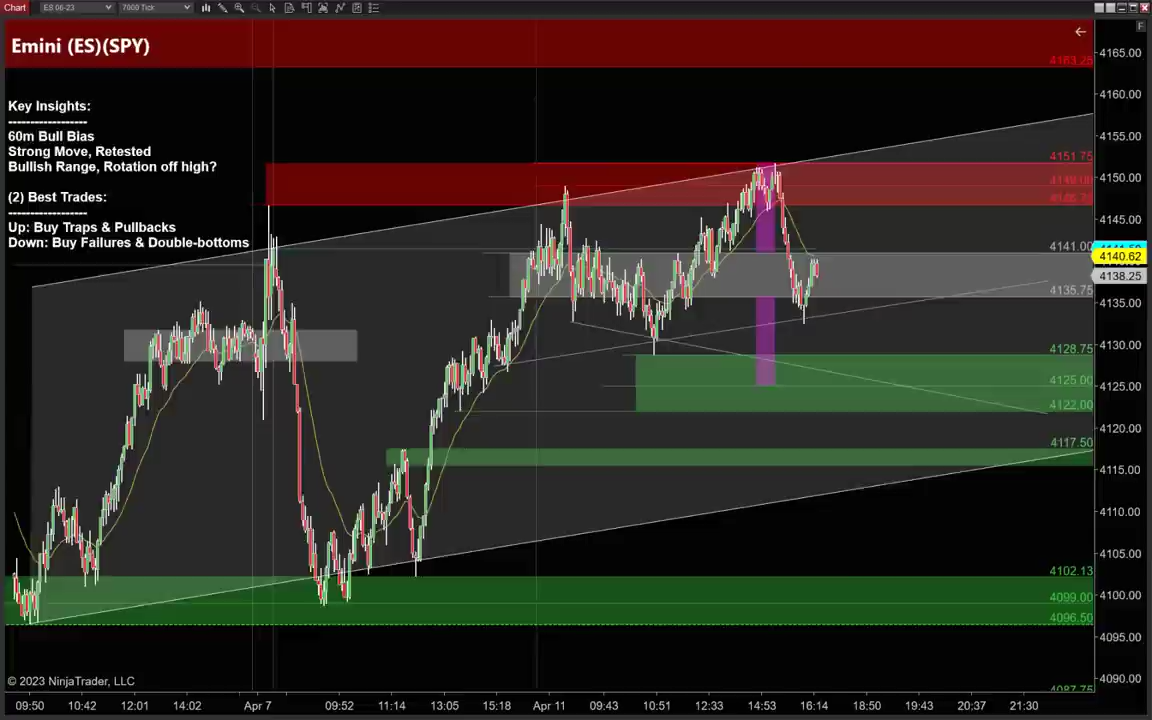 Chart ES 06-23 7000 Tick
Emini (ES)(SPY)
F
4165.00
4163.25
4160.00
Key Insights:
------------------
60m Bull Bias
Strong Move, Retested
Bullish Range, Rotation off high?
(2) Best Trades:
------------------
Up: Buy Traps & Pullbacks
Down: Buy Failures & Double-bottoms
4155.00
4151.75
4150.00
4145.00
4141.00
4140.62
4138.25
4135.75
4135.00
4130.00
4128.75
4125.00
4125.00
4122.00
4120.00
4117.50
4115.00
4110.00
4105.00
4102.13
4100.00
4099.00
4096.50
4095.00
4090.00
4087.75
© 2023 NinjaTrader, LLC
09:50 10:42 12:01 14:02 Apr 7 09:52 11:14 13:05 15:18 Apr 11 09:43 10:51 12:33 14:53 16:14 18:50 19:43 20:37 21:30